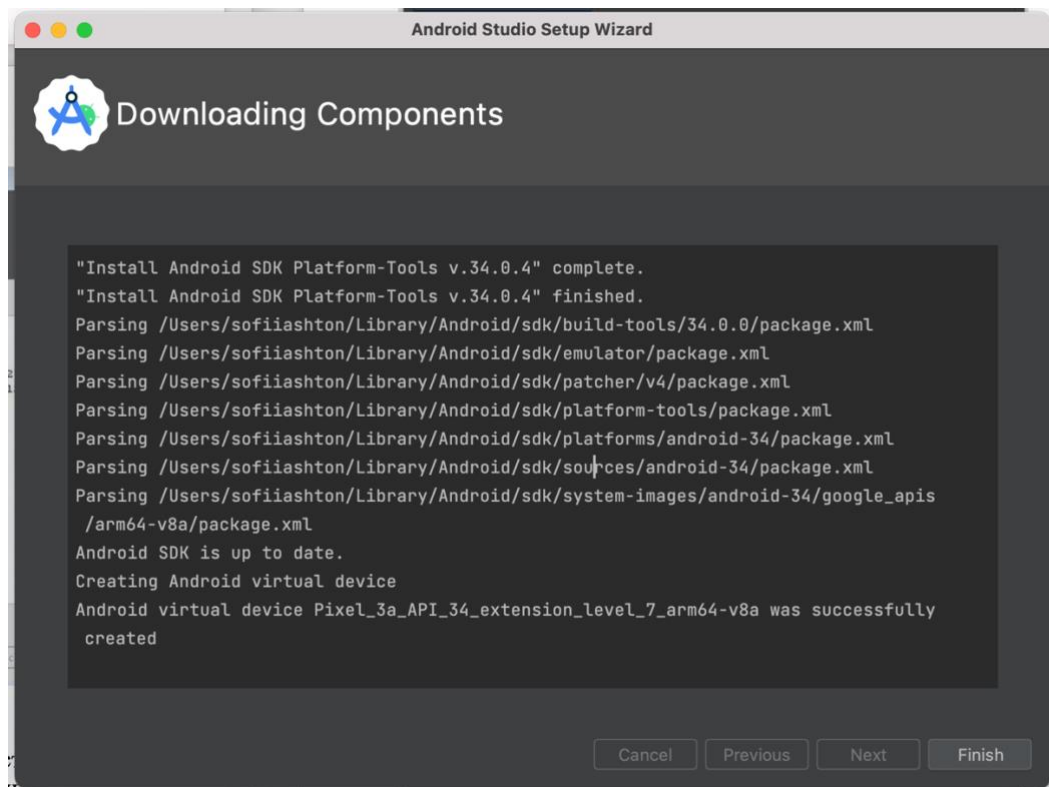 Android Studio Setup Wizard
Downloading Components
"Install Android SDK Platform-Tools v.34.0.4" complete.
"Install Android SDK Platform-Tools v.34.0.4" finished.
Parsing /Users/sofiiashton/Library/Android/sdk/build-tools/34.0.0/package.xml
Parsing /Users/sofiiashton/Library/Android/sdk/emulator/package.xml
Parsing /Users/sofiiashton/Library/Android/sdk/patcher/v4/package.xml
Parsing /Users/sofiiashton/Library/Android/sdk/platform-tools/package.xml
Parsing /Users/sofiiashton/Library/Android/sdk/platforms/android-34/package.xml
Parsing /Users/sofiiashton/Library/Android/sdk/sources/android-34/package.xml
Parsing /Users/sofiiashton/Library/Android/sdk/system-images/android-34/google_apis
/arm64-v8a/package.xml
Android SDK is up to date.
Creating Android virtual device
Android virtual device Pixel_3a_API_34_extension_level_7_arm64-v8a was successfully
created
Cancel Previous Next Finish